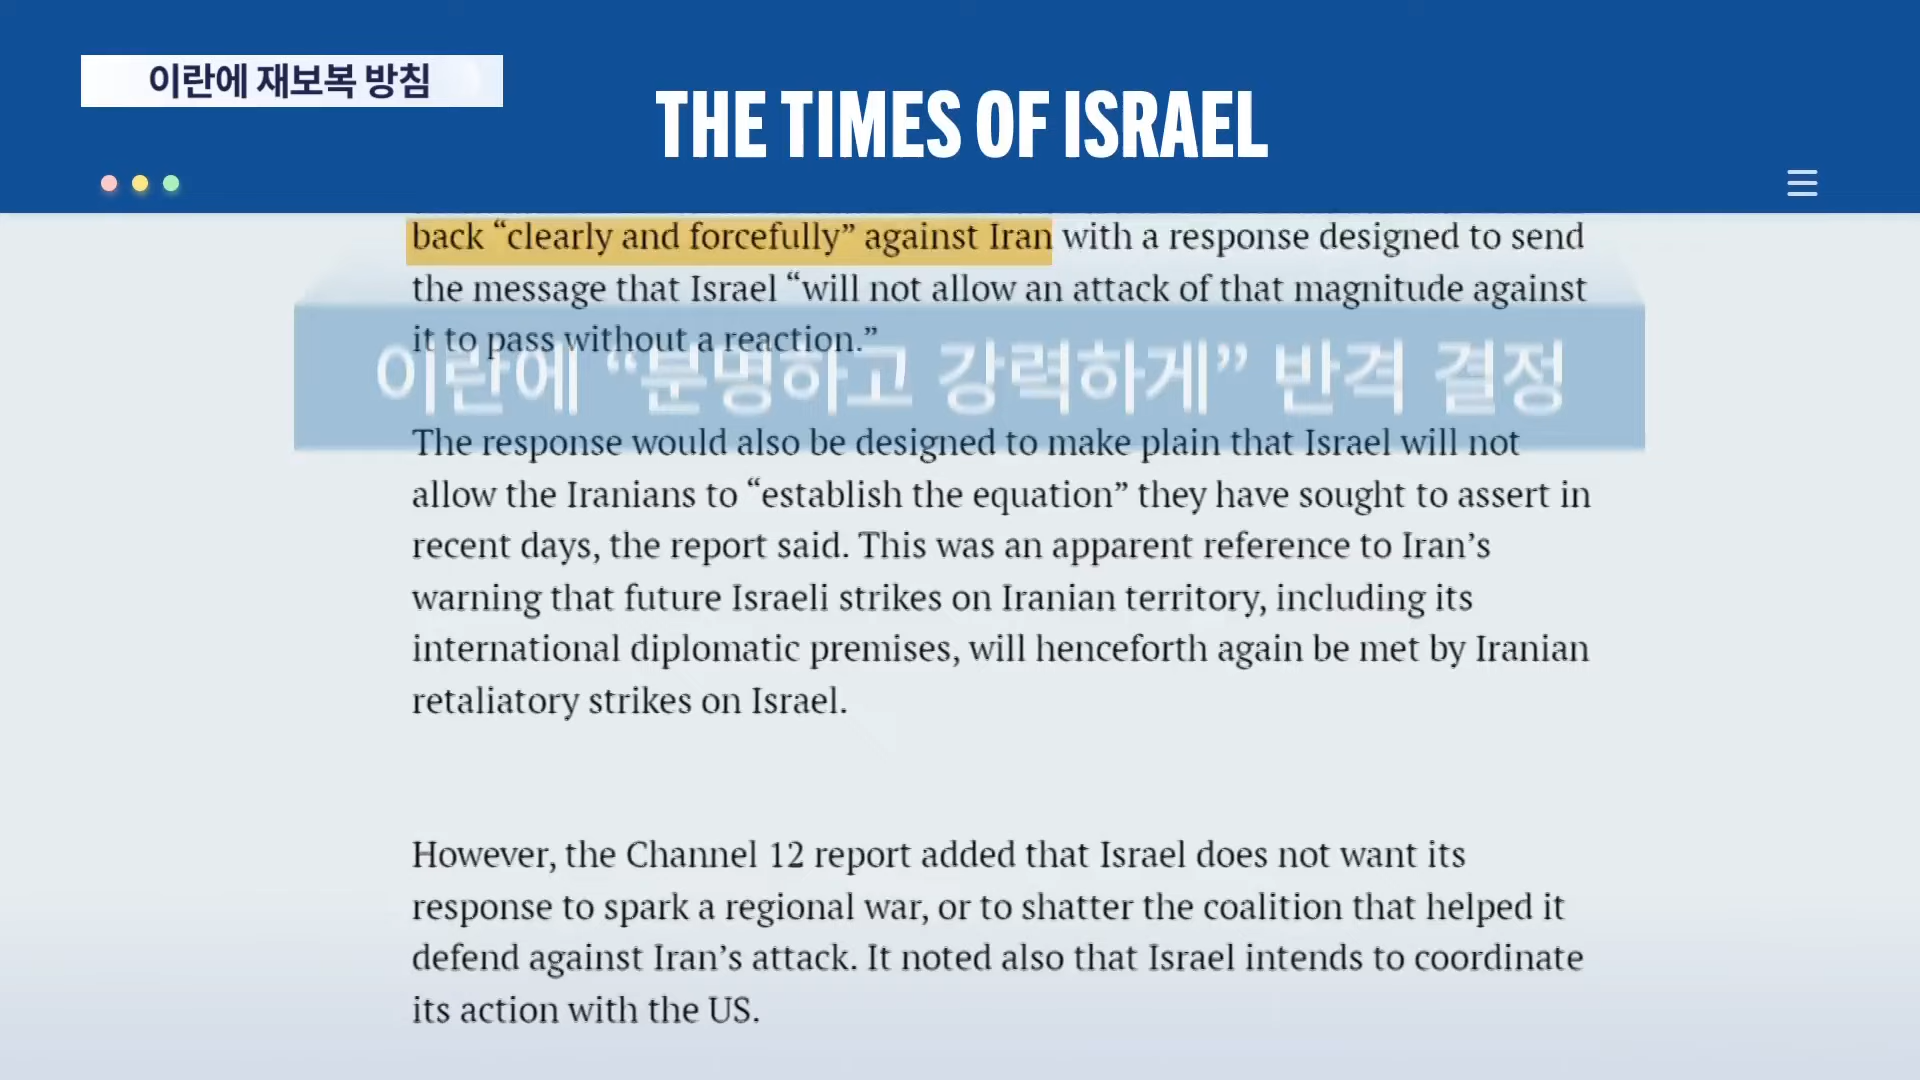 이란에 재보복 방침
THE TIMES OF ISRAEL
back “clearly and forcefully” against Iran with a response designed to send
the message that Israel “will not allow an attack of that magnitude against
it to pass without a reaction.”
이란에 “분명하고 강력하게” 반격 결정
The response would also be designed to make plain that Israel will not
allow the Iranians to “establish the equation” they have sought to assert in
recent days, the report said. This was an apparent reference to Iran’s
warning that future Israeli strikes on Iranian territory, including its
international diplomatic premises, will henceforth again be met by Iranian
retaliatory strikes on Israel.
However, the Channel 12 report added that Israel does not want its
response to spark a regional war, or to shatter the coalition that helped it
defend against Iran’s attack. It noted also that Israel intends to coordinate
its action with the US.